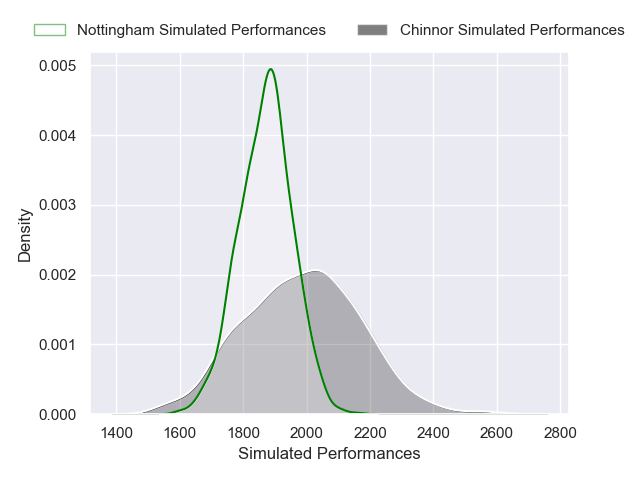 Nottingham Simulated Performances
Chinnor Simulated Performances
0.005
0.004
0.003
0.002
0.001
0.000
Density
1400 1600 1800 2000 2200 2400 2600 2800
Simulated Performances